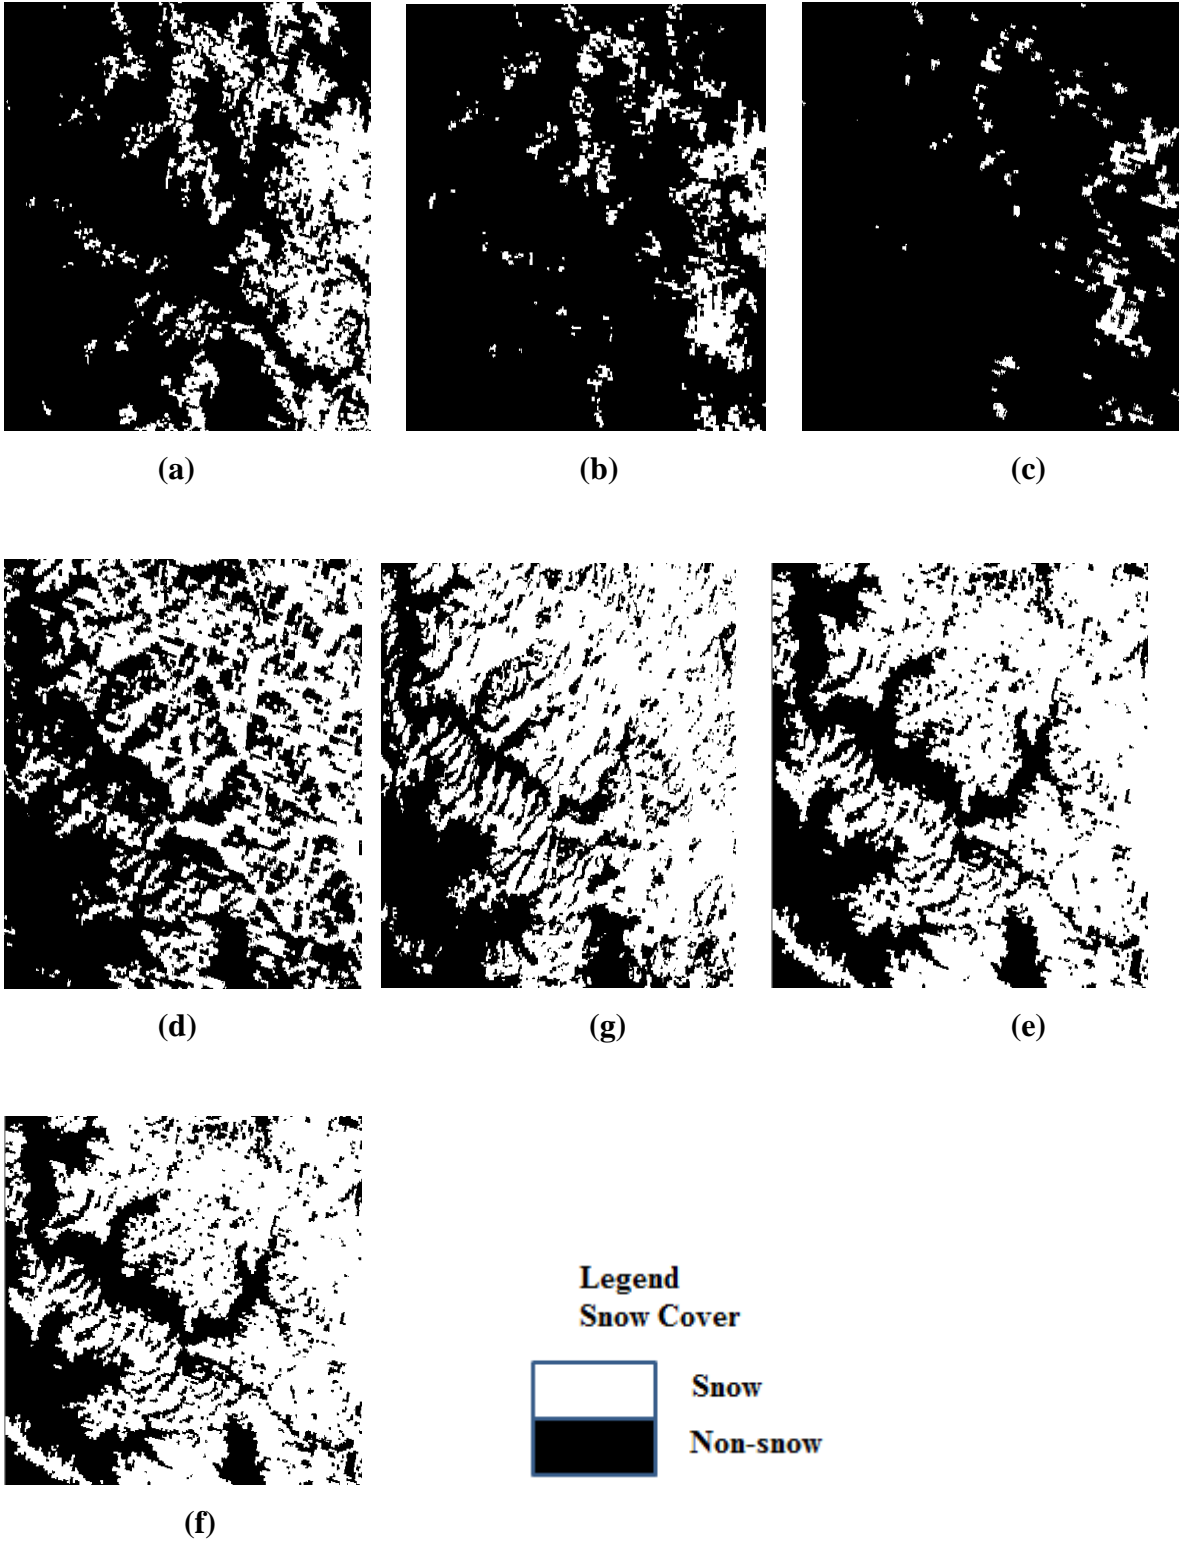 (a) (b) (c)
(d) (g) (e)
(f)
Legend
Snow Cover
Snow
Non-snow